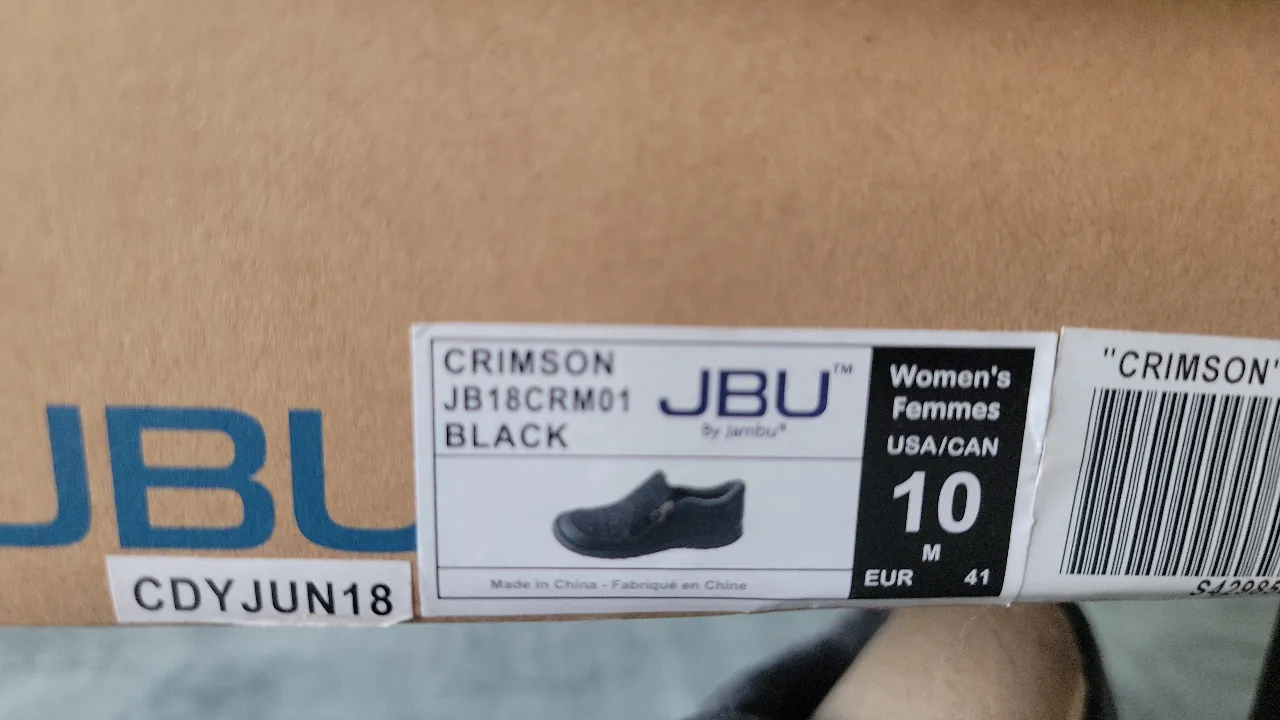 JBU
CDYJUN18
CRIMSON
JB18CRM01
BLACK
JBU™
By Jambu®
Made in China - Fabriqué en Chine
Women's
Femmes
USA/CAN
10
M
EUR 41
"CRIMSON"